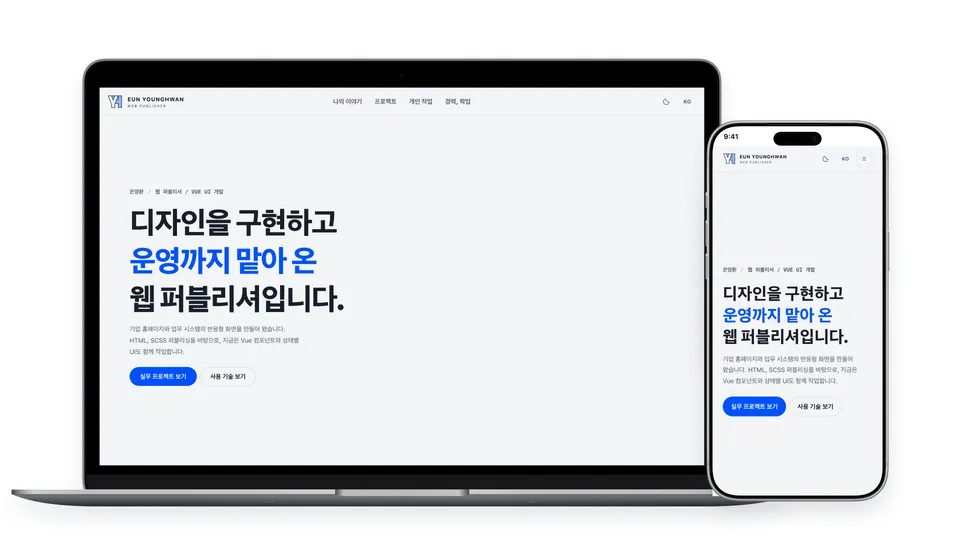 EUN YOUNGHWAN
WEB PUBLISHER
나의 이야기 프로젝트 개인 작업 경력, 학업
KO
은영환 / 웹 퍼블리셔 / VUE UI 개발
디자인을 구현하고
운영까지 맡아 온
웹 퍼블리셔입니다.
기업 홈페이지와 업무 시스템의 반응형 화면을 만들어 왔습니다.
HTML, SCSS 퍼블리싱을 바탕으로, 지금은 Vue 컴포넌트와 상태별
UI도 함께 작업합니다.
실무 프로젝트 보기 사용 기술 보기
9:41
EUN YOUNGHWAN
WEB PUBLISHER
KO
은영환 / 웹 퍼블리셔 / VUE UI 개발
디자인을 구현하고
운영까지 맡아 온
웹 퍼블리셔입니다.
기업 홈페이지와 업무 시스템의 반응형 화면을 만들어
왔습니다. HTML, SCSS 퍼블리싱을 바탕으로, 지금은
Vue 컴포넌트와 상태별 UI도 함께 작업합니다.
실무 프로젝트 보기 사용 기술 보기